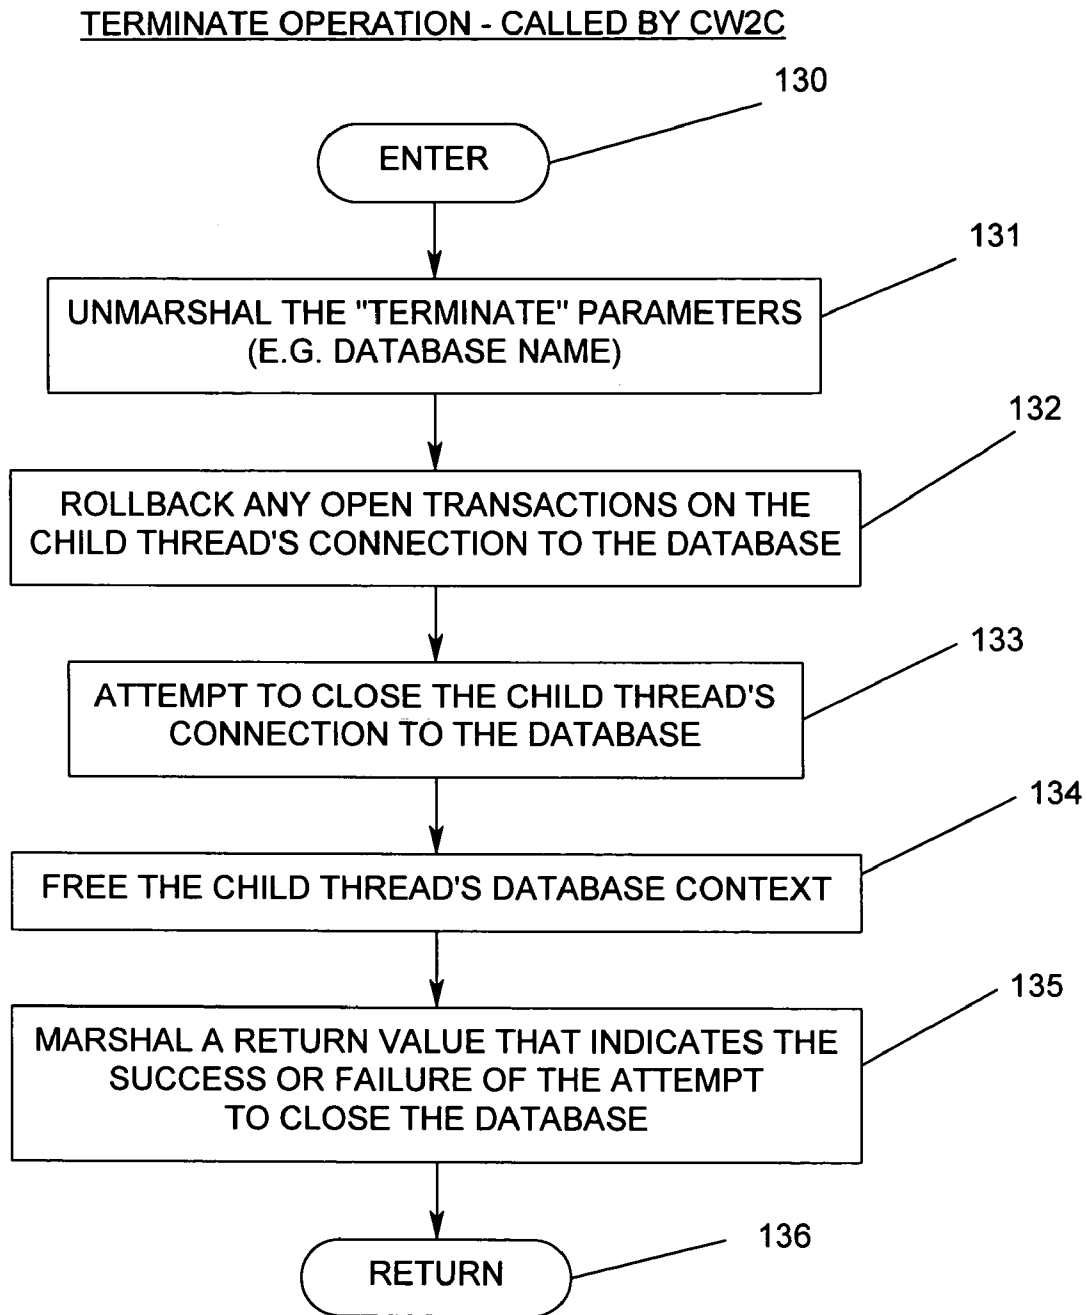 TERMINATE OPERATION - CALLED BY CW2C
130
ENTER
131
UNMARSHAL THE "TERMINATE" PARAMETERS
(E.G. DATABASE NAME)
132
ROLLBACK ANY OPEN TRANSACTIONS ON THE
CHILD THREAD'S CONNECTION TO THE DATABASE
133
ATTEMPT TO CLOSE THE CHILD THREAD'S
CONNECTION TO THE DATABASE
134
FREE THE CHILD THREAD'S DATABASE CONTEXT
135
MARSHAL A RETURN VALUE THAT INDICATES THE
SUCCESS OR FAILURE OF THE ATTEMPT
TO CLOSE THE DATABASE
136
RETURN